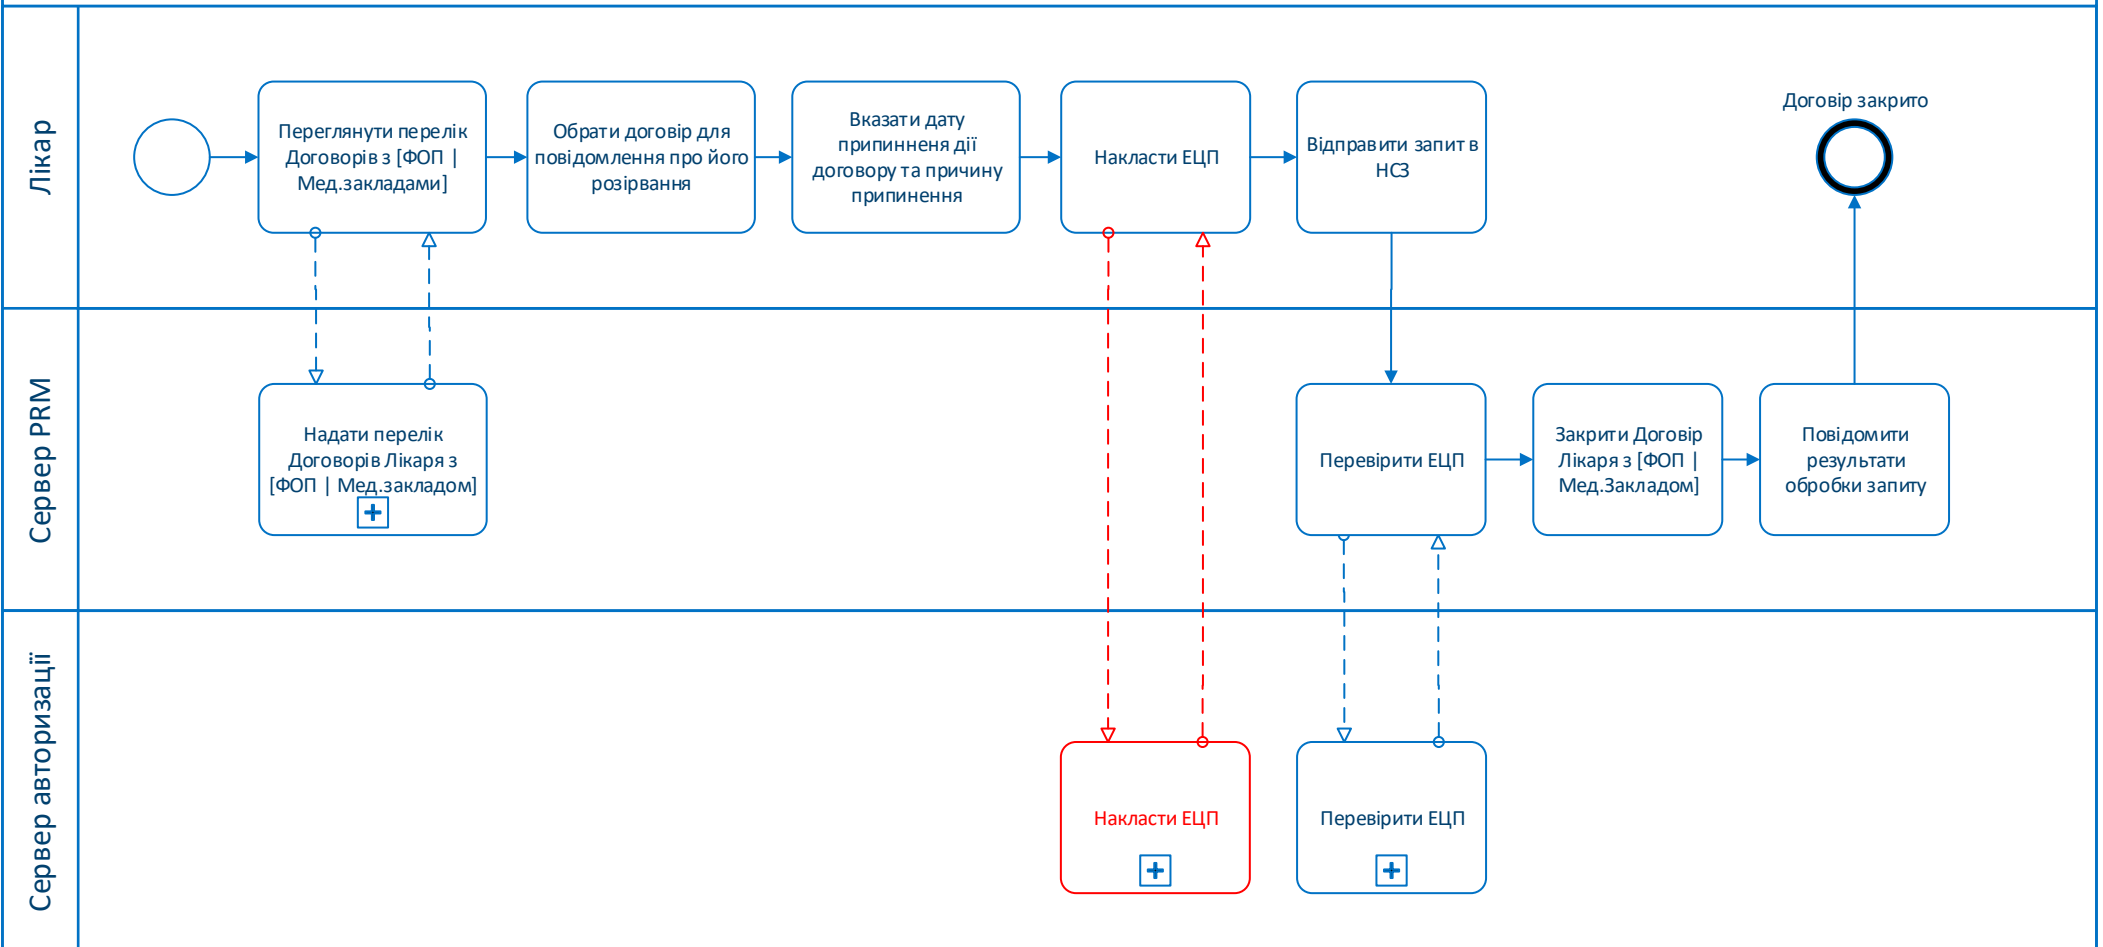 Лікар
Переглянути перелік
Договорів з [ФОП |
Мед.закладами]
Обрати договір для
повідомлення про його
розірвання
Вказати дату
припинненя дії
договору та причину
припинення
Накласти ЕЦП
Відправити запит в
НСЗ
Договір закрито
Сервер PRM
Надати перелік
Договорів Лікаря з
[ФОП | Мед.закладом]
Перевірити ЕЦП
Закрити Договір
Лікаря з [ФОП |
Мед.Закладом]
Повідомити
результати
обробки запиту
Сервер авторизації
Накласти ЕЦП
Перевірити ЕЦП